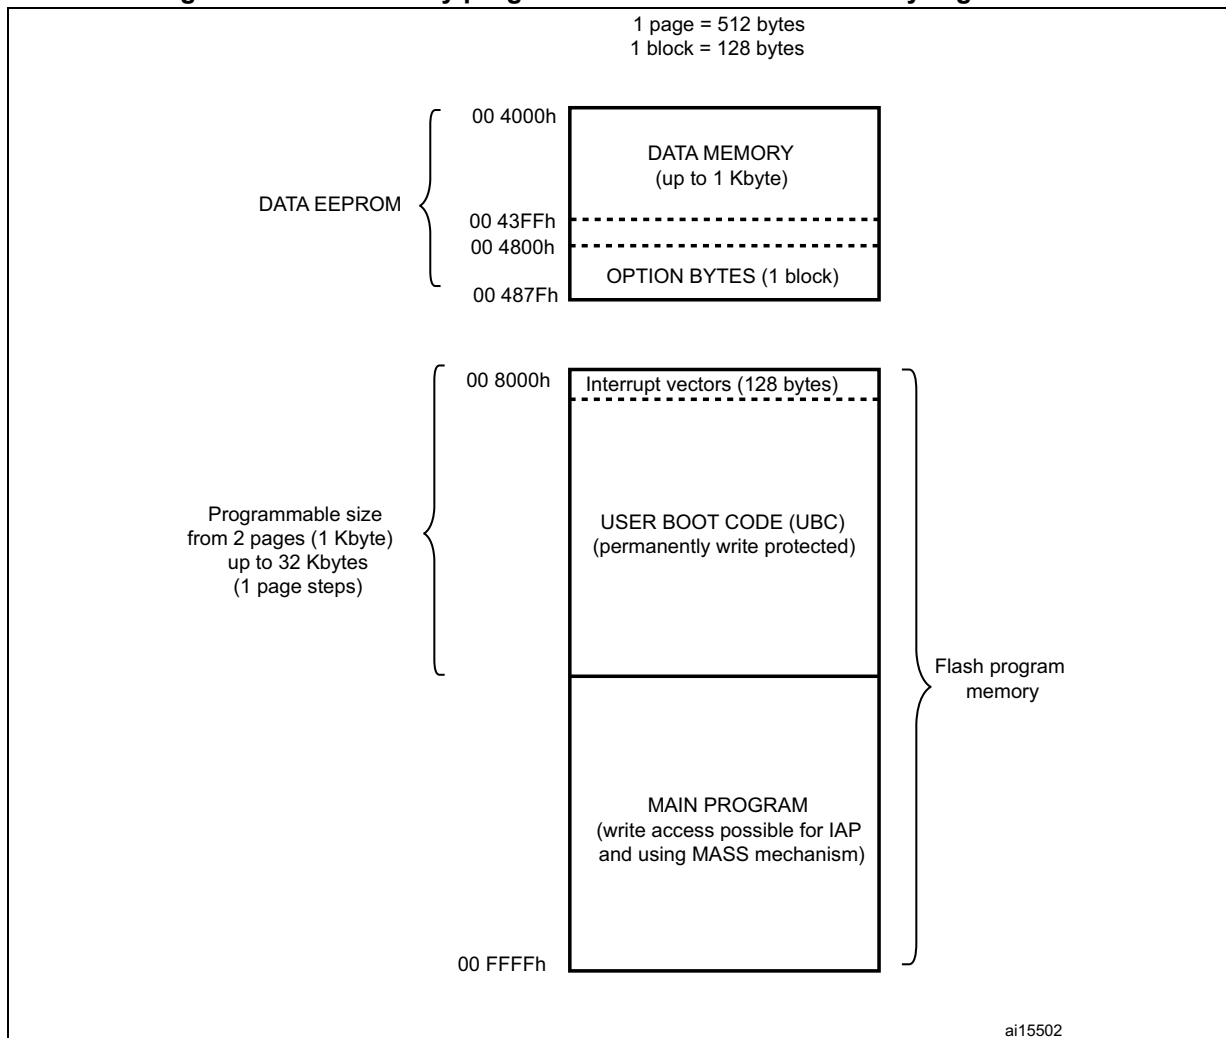 1 page = 512 bytes
1 block = 128 bytes
00 4000h
DATA MEMORY
(up to 1 Kbyte)
DATA EEPROM
00 43FFh
00 4800h
OPTION BYTES (1 block)
00 487Fh
00 8000h
Interrupt vectors (128 bytes)
Programmable size
from 2 pages (1 Kbyte)
up to 32 Kbytes
(1 page steps)
USER BOOT CODE (UBC)
(permanently write protected)
Flash program
memory
MAIN PROGRAM
(write access possible for IAP
and using MASS mechanism)
00 FFFFh
ai15502